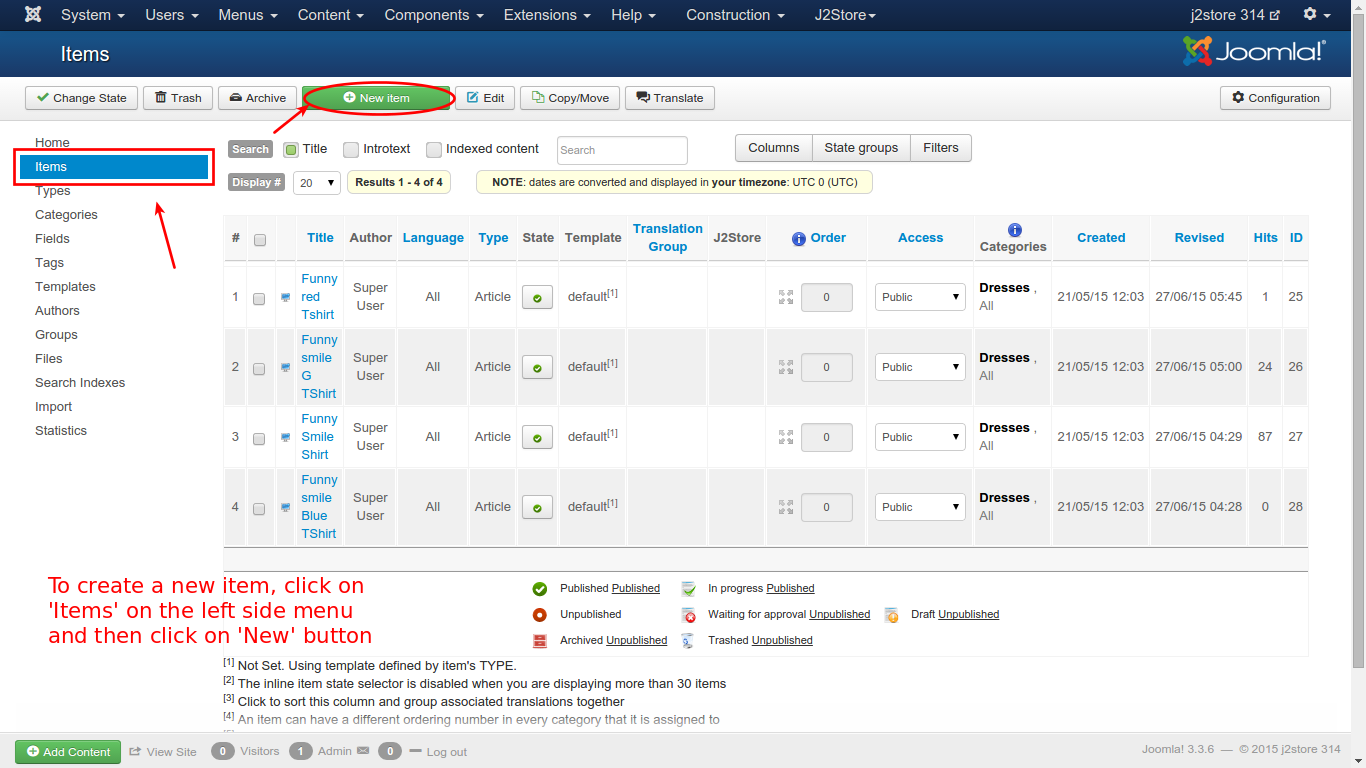 System Users Menus Content Components Extensions Help Construction J2Store j2store 314
Items Joomla!®
Change State Trash Archive New item Edit Copy/Move Translate Configuration
Home
Items
Types
Categories
Fields
Tags
Templates
Authors
Groups
Files
Search Indexes
Import
Statistics
Search Title Introtext Indexed content Search Columns State groups Filters
Display # 20 Results 1 - 4 of 4 NOTE: dates are converted and displayed in your timezone: UTC 0 (UTC)
# Title Author Language Type State Template Translation Group J2Store Order Access Categories Created Revised Hits ID
1 Funny red Tshirt Super User All Article default[1] 0 Public Dresses , All 21/05/15 12:03 27/06/15 05:45 1 25
2 Funny smile G TShirt Super User All Article default[1] 0 Public Dresses , All 21/05/15 12:03 27/06/15 05:00 24 26
3 Funny Smile Shirt Super User All Article default[1] 0 Public Dresses , All 21/05/15 12:03 27/06/15 04:29 87 27
4 Funny smile Blue TShirt Super User All Article default[1] 0 Public Dresses , All 21/05/15 12:03 27/06/15 04:28 0 28
To create a new item, click on
'Items' on the left side menu
and then click on 'New' button
Published Published In progress Published
Unpublished Waiting for approval Unpublished Draft Unpublished
Archived Unpublished Trashed Unpublished
[1] Not Set. Using template defined by item's TYPE.
[2] The inline item state selector is disabled when you are displaying more than 30 items
[3] Click to sort this column and group associated translations together
[4] An item can have a different ordering number in every category that it is assigned to
Add Content View Site 0 Visitors 1 Admin 0 Log out Joomla! 3.3.6 — © 2015 j2store 314